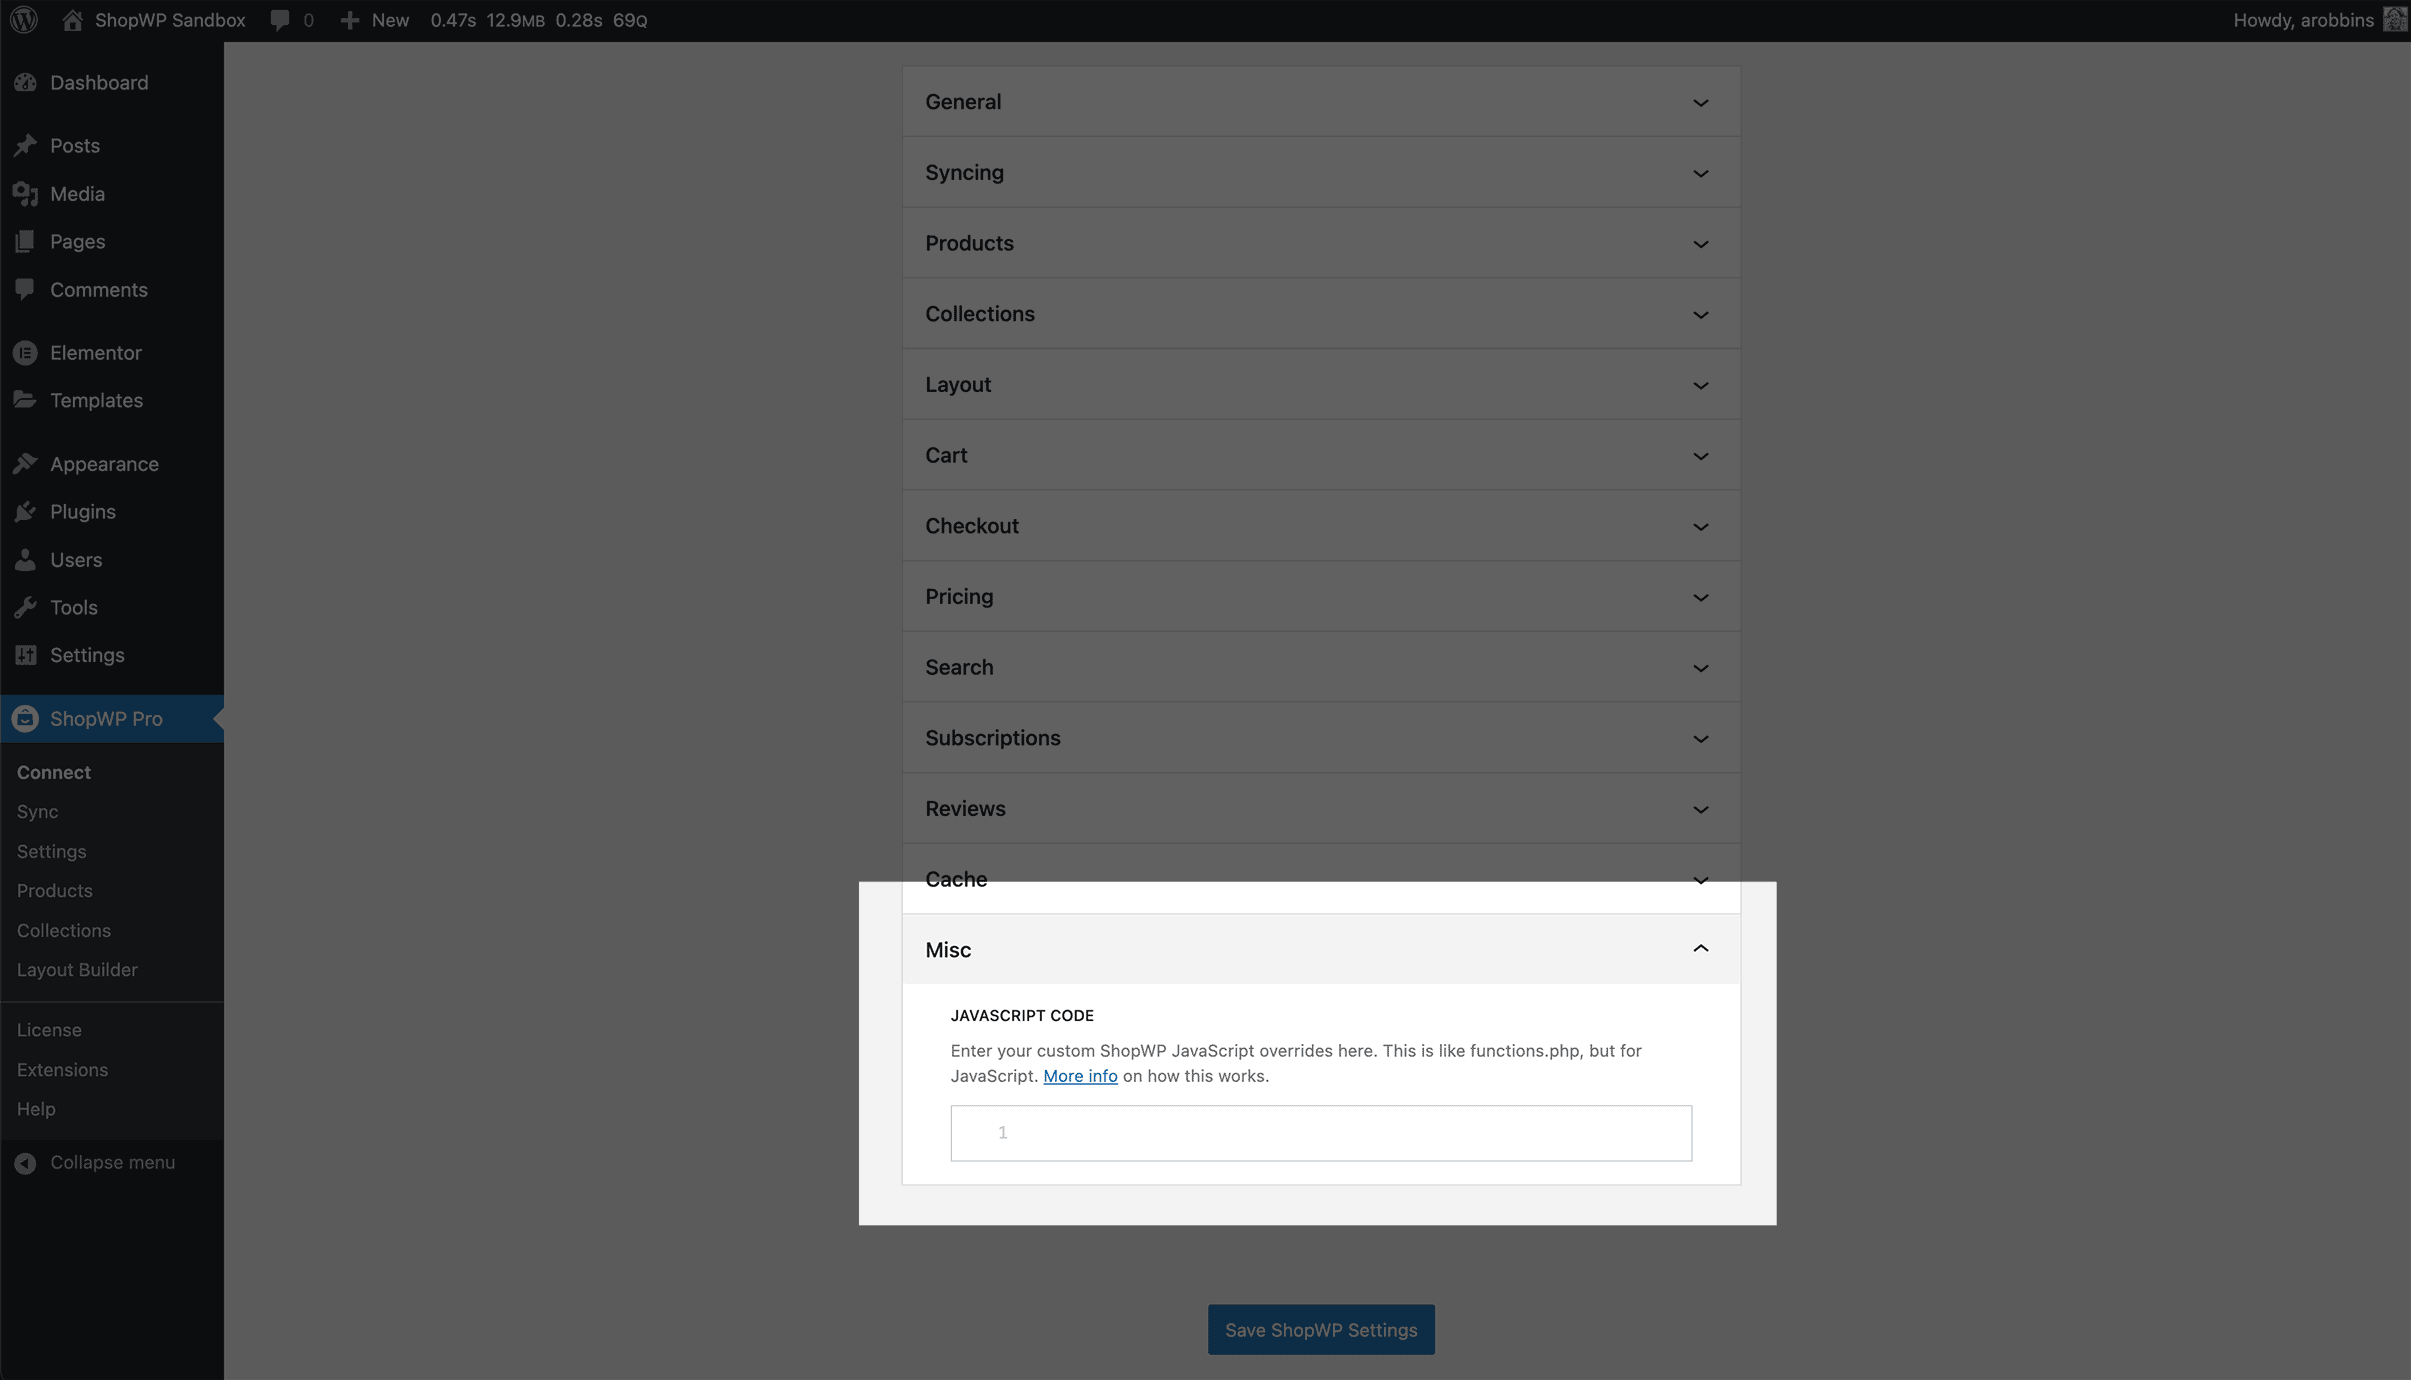 ShopWP Sandbox 0 New 0.47s 12.9MB 0.28s 69Q Howdy, arobbins
Dashboard
Posts
Media
Pages
Comments
Elementor
Templates
Appearance
Plugins
Users
Tools
Settings
ShopWP Pro
Connect
Sync
Settings
Products
Collections
Layout Builder
License
Extensions
Help
Collapse menu
General
Syncing
Products
Collections
Layout
Cart
Checkout
Pricing
Search
Subscriptions
Reviews
Cache
Misc
JAVASCRIPT CODE
Enter your custom ShopWP JavaScript overrides here. This is like functions.php, but for
JavaScript. More info on how this works.
1
Save ShopWP Settings